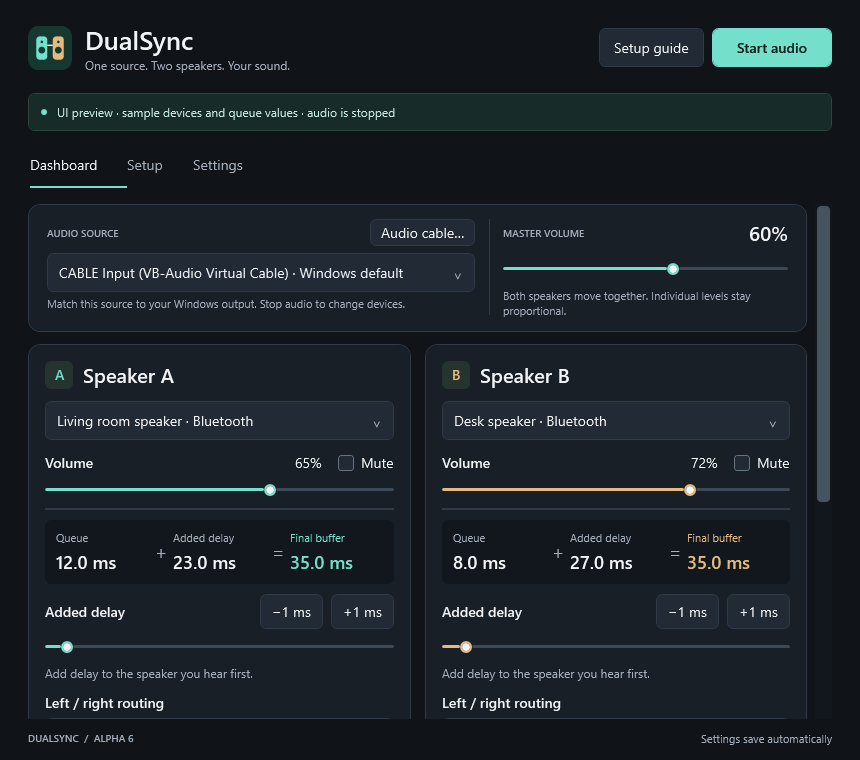 DualSync
One source. Two speakers. Your sound.
Setup guide
Start audio
UI preview · sample devices and queue values · audio is stopped
Dashboard
Setup
Settings
AUDIO SOURCE
Audio cable...
CABLE Input (VB-Audio Virtual Cable) · Windows default
Match this source to your Windows output. Stop audio to change devices.
MASTER VOLUME
60%
Both speakers move together. Individual levels stay
proportional.
A
Speaker A
Living room speaker · Bluetooth
Volume
65%
Mute
Queue
Added delay
Final buffer
12.0 ms
+
23.0 ms
=
35.0 ms
Added delay
−1 ms
+1 ms
Add delay to the speaker you hear first.
Left / right routing
B
Speaker B
Desk speaker · Bluetooth
Volume
72%
Mute
Queue
Added delay
Final buffer
8.0 ms
+
27.0 ms
=
35.0 ms
Added delay
−1 ms
+1 ms
Add delay to the speaker you hear first.
Left / right routing
DUALSYNC / ALPHA 6
Settings save automatically